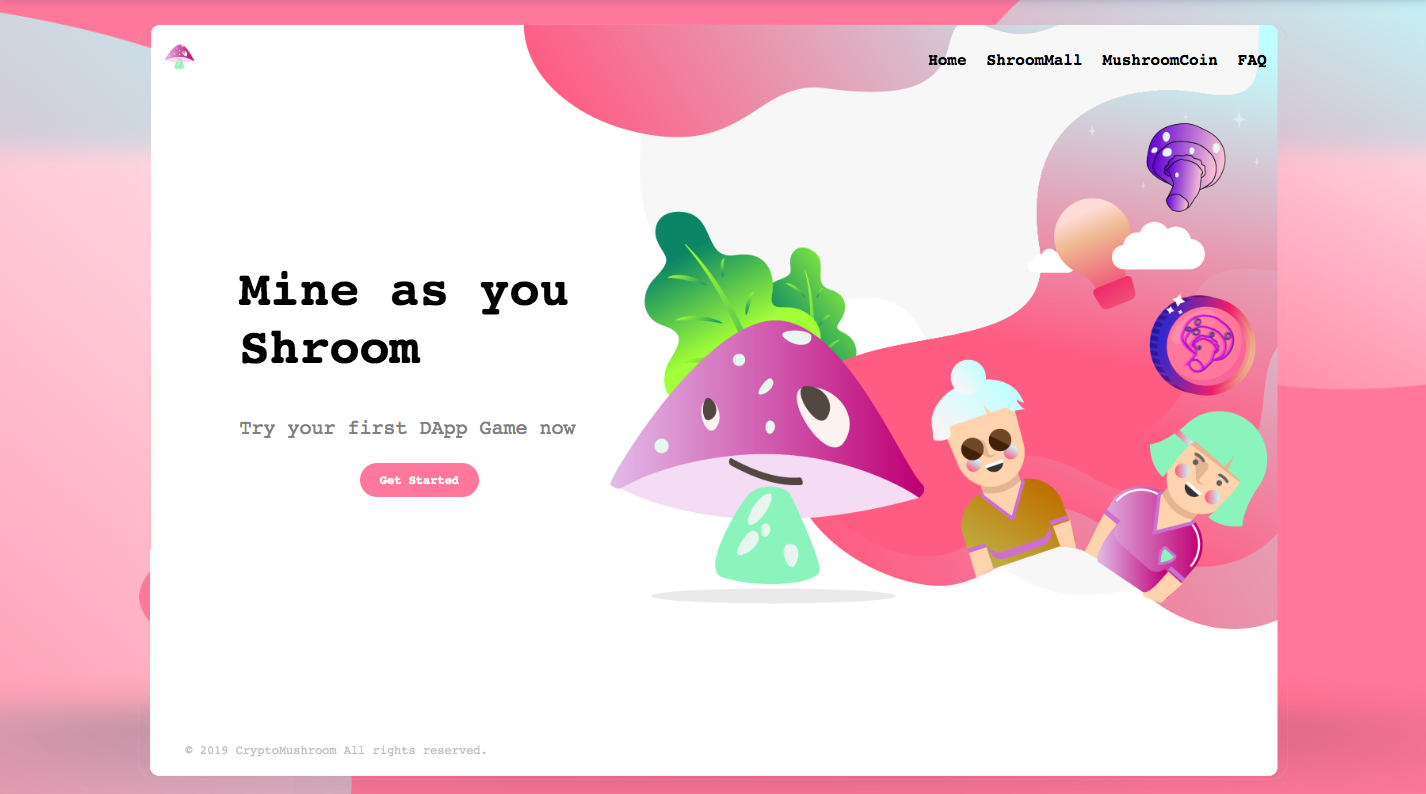 Home ShroomMall MushroomCoin FAQ
Mine as you
Shroom
Try your first DApp Game now
Get Started
© 2019 CryptoMushroom All rights reserved.